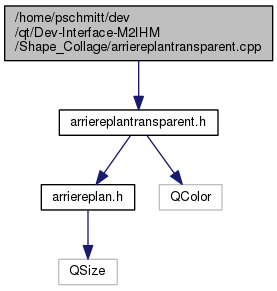 /home/pschmitt/dev
/qt/Dev-Interface-M2IHM
/Shape_Collage/arriereplantransparent.cpp
arriereplantransparent.h
arriereplan.h
QColor
QSize